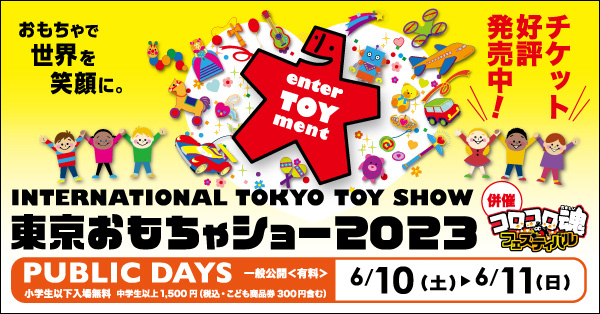 おもちゃで
世界を
笑顔に。
enter
TOY
ment
チケット
好評
発売中!
INTERNATIONAL TOKYO TOY SHOW
東京おもちゃショー2023
併催
コロコロ魂
フェスティバル
PUBLIC DAYS 一般公開<有料>
小学生以下入場無料 中学生以上1,500円(税込・こども商品券300円含む)
6/10(土)▶6/11(日)